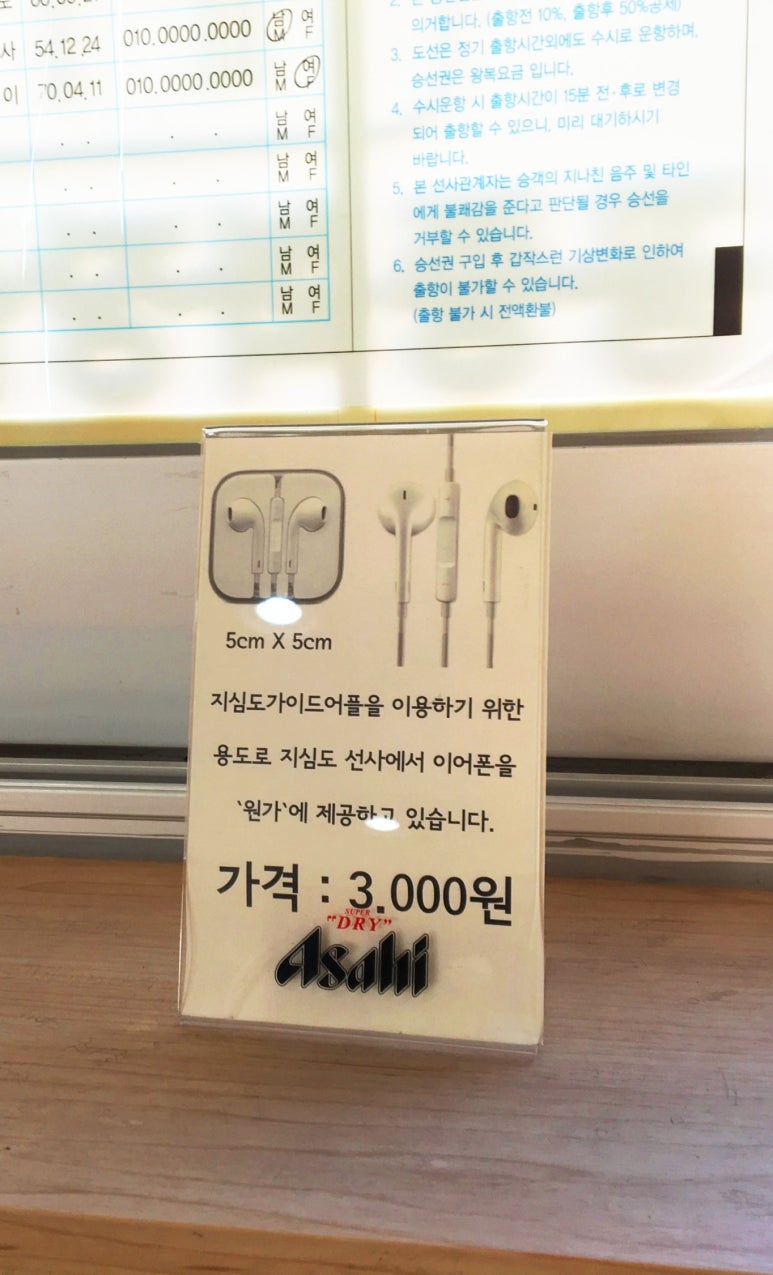 사 54.12.24 010.0000.0000 남 여
M F
이 70.04.11 010.0000.0000 남 여
M F
. . . . 남 여
M F
. . . . 남 여
M F
. . . . 남 여
M F
. . . . 남 여
M F
. . . . 남 여
M F
의거합니다. (출항전 10%, 출항후 50%공제)
3. 도선은 정기 출항시간외에도 수시로 운항하며,
승선권은 왕복요금 입니다.
4. 수시운항 시 출항시간이 15분 전·후로 변경
되어 출항할 수 있으니, 미리 대기하시기
바랍니다.
5. 본 선사관계자는 승객의 지나친 음주 및 타인
에게 불쾌감을 준다고 판단될 경우 승선을
거부할 수 있습니다.
6. 승선권 구입 후 갑작스런 기상변화로 인하여
출항이 불가할 수 있습니다.
(출항 불가 시 전액환불)
5cm X 5cm
지심도가이드어플을 이용하기 위한
용도로 지심도 선사에서 이어폰을
‘원가‘에 제공하고 있습니다.
가격 : 3.000원
SUPER
"DRY"
Asahi